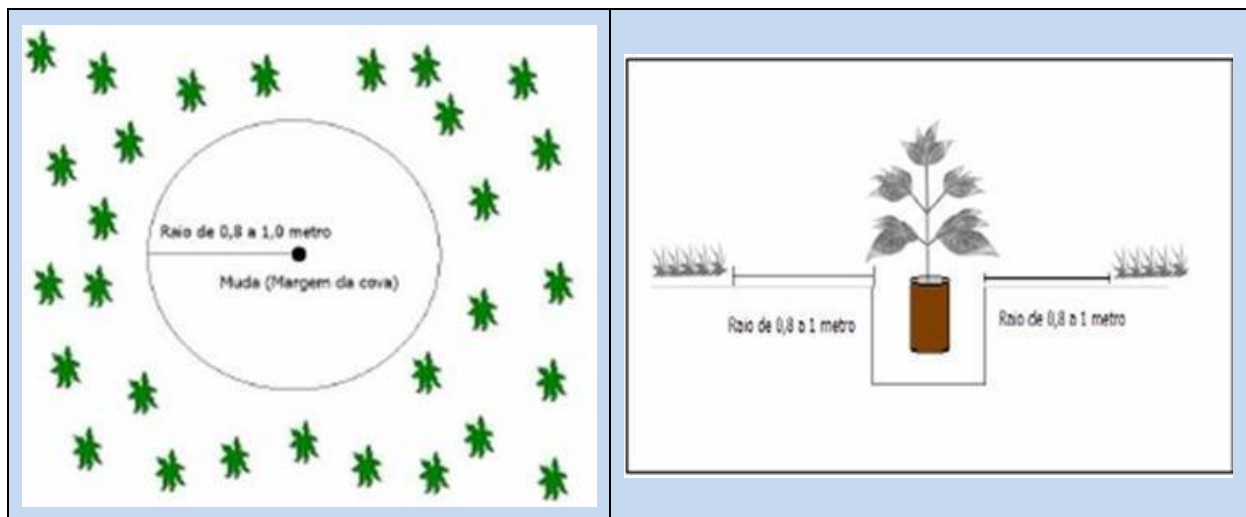 Raio de 0,8 a 1,0 metro
Muda (Margem da cova)
Raio de 0,8 a 1 metro
Raio de 0,8 a 1 metro